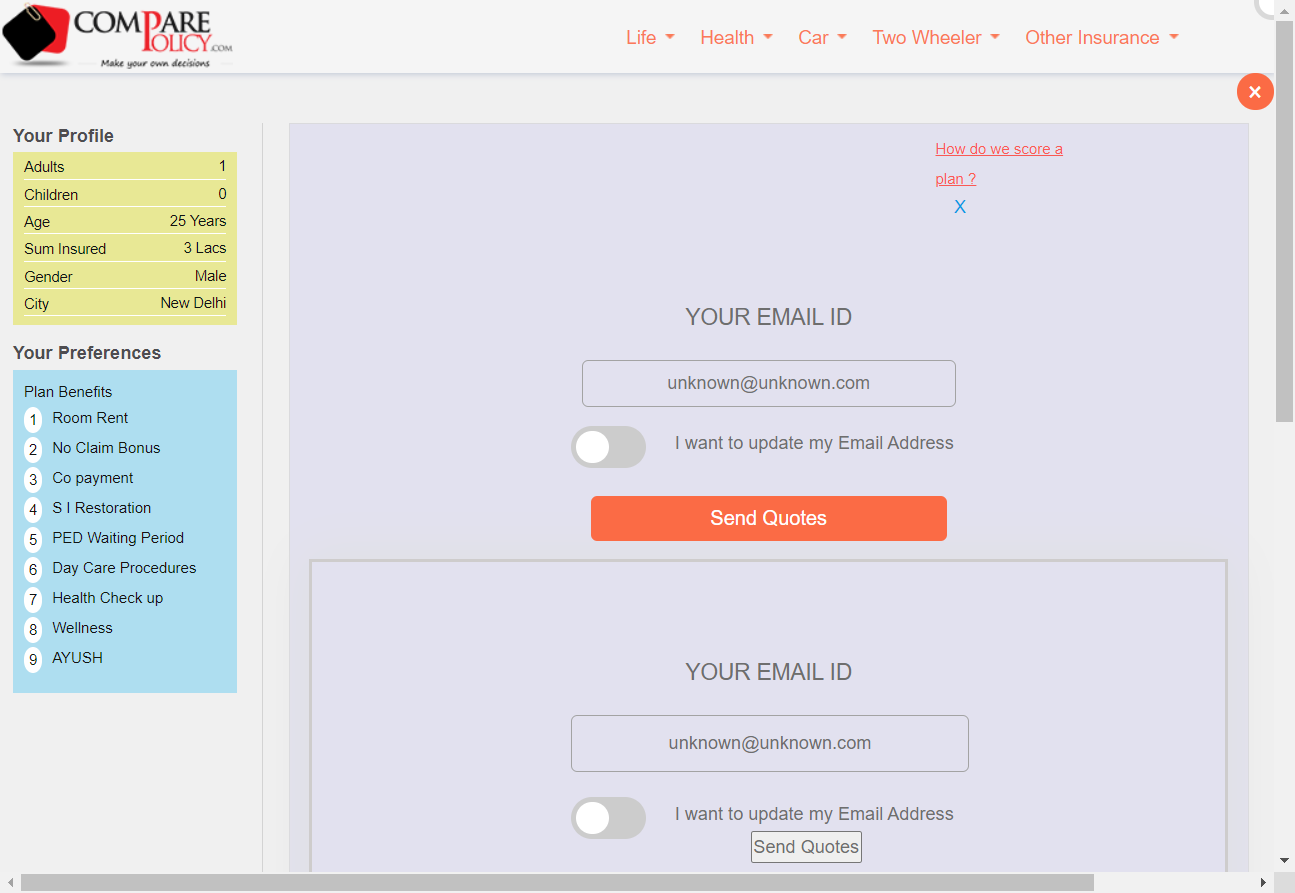 COMPARE
POLICY.COM
Make your own decisions
Life
Health
Car
Two Wheeler
Other Insurance
Your Profile
Adults 1
Children 0
Age 25 Years
Sum Insured 3 Lacs
Gender Male
City New Delhi
Your Preferences
Plan Benefits
1 Room Rent
2 No Claim Bonus
3 Co payment
4 S I Restoration
5 PED Waiting Period
6 Day Care Procedures
7 Health Check up
8 Wellness
9 AYUSH
How do we score a
plan ?
X
YOUR EMAIL ID
unknown@unknown.com
I want to update my Email Address
Send Quotes
YOUR EMAIL ID
unknown@unknown.com
I want to update my Email Address
Send Quotes